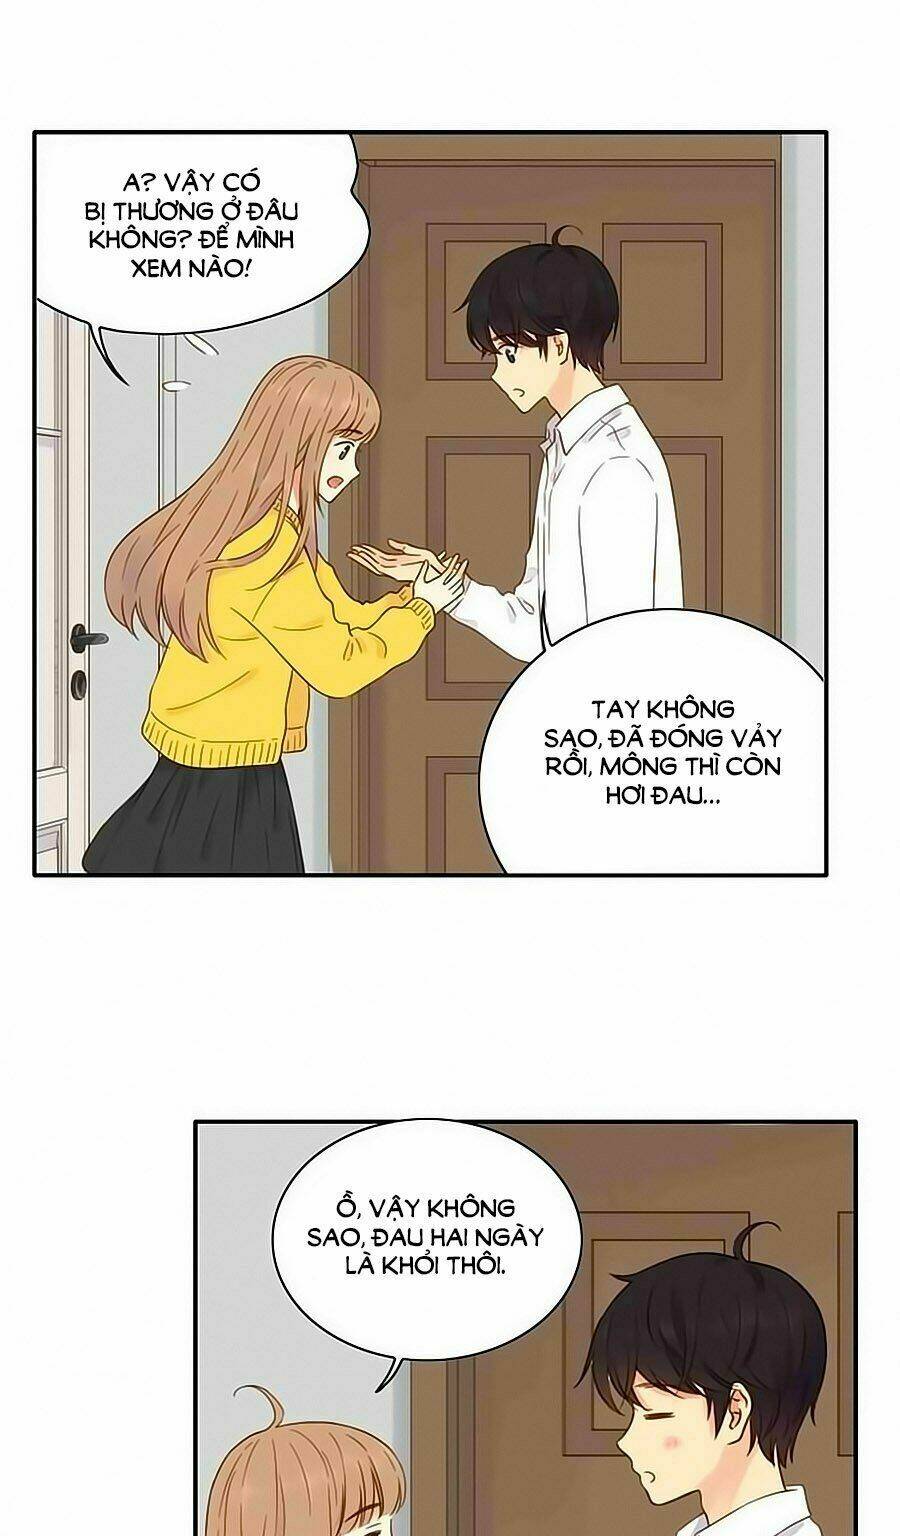 A? VẬY CÓ
BỊ THƯƠNG Ở ĐÂU
KHÔNG? ĐỂ MÌNH
XEM NÀO!
TAY KHÔNG
SAO, ĐÃ ĐÓNG VẢY
RỒI, MÔNG THÌ CÒN
HƠI ĐAU...
Ồ, VẬY KHÔNG
SAO, ĐAU HAI NGÀY
LÀ KHỎI THÔI.